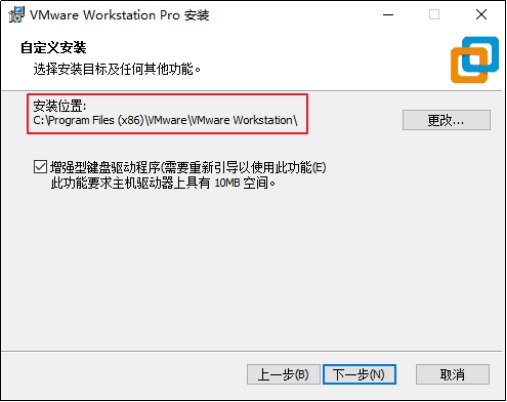 VMware Workstation Pro 安装
自定义安装
选择安装目标及任何其他功能。
安装位置:
C:\Program Files (x86)\VMware\VMware Workstation\
更改...
增强型键盘驱动程序(需要重新引导以使用此功能(E)
此功能要求主机驱动器上具有 10MB 空间。
上一步(B)
下一步(N)
取消